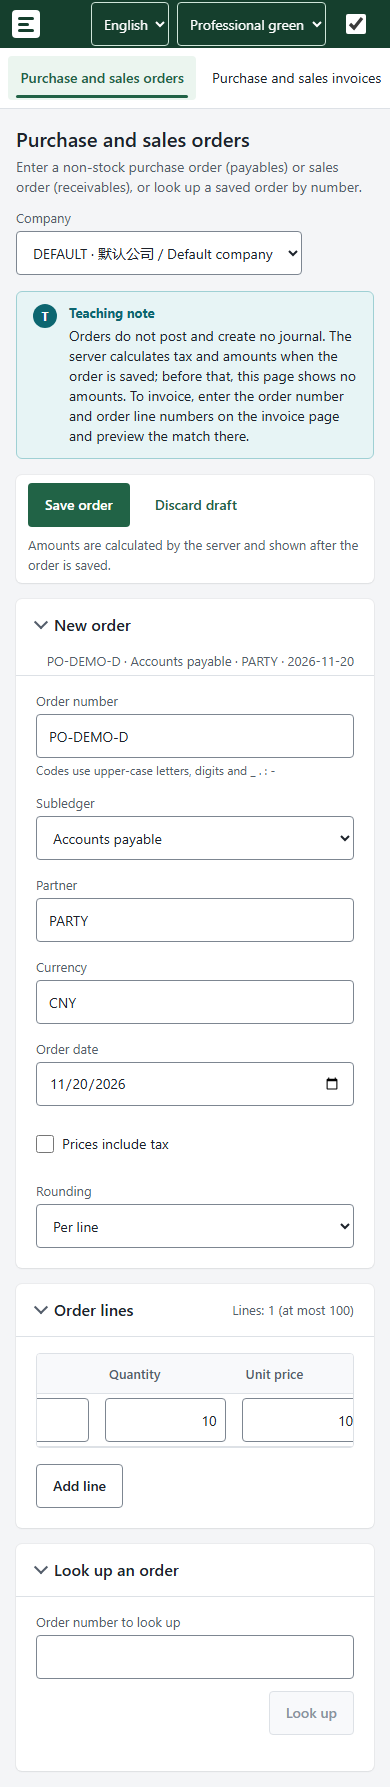 English
Professional green
Purchase and sales orders
Purchase and sales invoices
Purchase and sales orders
Enter a non-stock purchase order (payables) or sales
order (receivables), or look up a saved order by number.
Company
DEFAULT · 默认公司 / Default company
T
Teaching note
Orders do not post and create no journal. The
server calculates tax and amounts when the
order is saved; before that, this page shows no
amounts. To invoice, enter the order number
and order line numbers on the invoice page
and preview the match there.
Save order
Discard draft
Amounts are calculated by the server and shown after the
order is saved.
New order
PO-DEMO-D · Accounts payable · PARTY · 2026-11-20
Order number
PO-DEMO-D
Codes use upper-case letters, digits and _ . : -
Subledger
Accounts payable
Partner
PARTY
Currency
CNY
Order date
11/20/2026
Prices include tax
Rounding
Per line
Order lines
Lines: 1 (at most 100)
Quantity
Unit price
10
10
Add line
Look up an order
Order number to look up
Look up